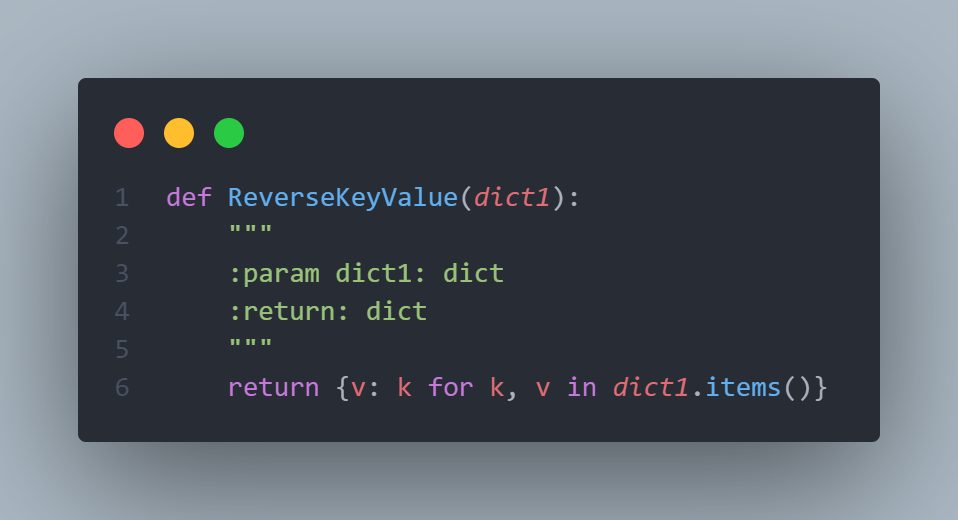 1 def ReverseKeyValue(dict1):
2     """
3     :param dict1: dict
4     :return: dict
5     """
6     return {v: k for k, v in dict1.items()}